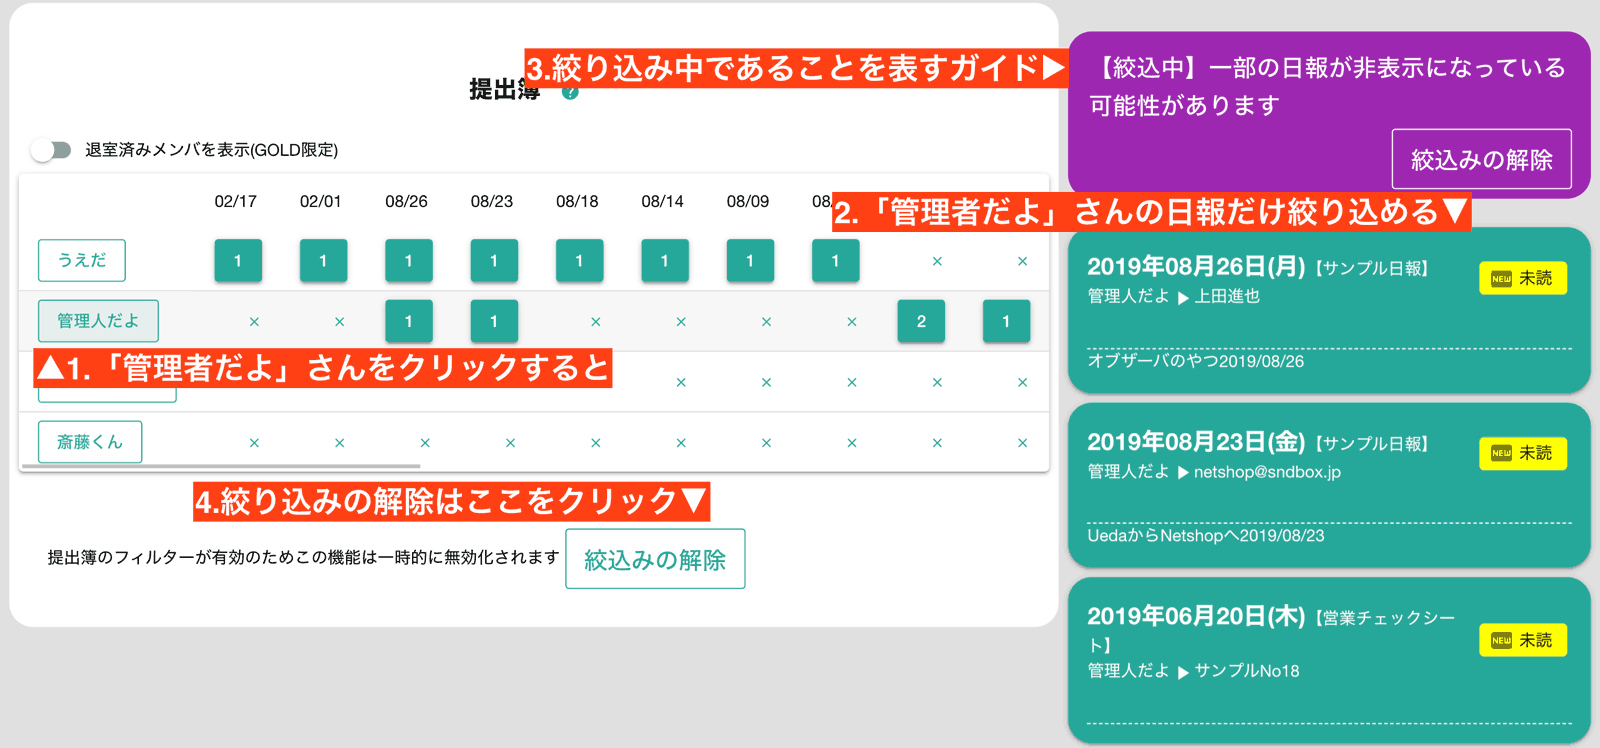 3.絞り込み中であることを表すガイド▶
提出簿
?
退室済みメンバを表示(GOLD限定)
02/17 02/01 08/26 08/23 08/18 08/14 08/09 08/
うえだ 1 1 1 1 1 1 1 1 × ×
管理人だよ × × 1 1 × × × × 2 1
▲1.「管理者だよ」さんをクリックすると
× × × × ×
斎藤くん × × × × × × × × × ×
4.絞り込みの解除はここをクリック▼
提出簿のフィルターが有効のためこの機能は一時的に無効化されます 絞込みの解除
【絞込中】一部の日報が非表示になっている
可能性があります
絞込みの解除
2.「管理者だよ」さんの日報だけ絞り込める▼
2019年08月26日(月)【サンプル日報】
NEW 未読
管理人だよ ▶ 上田進也
オブザーバのやつ2019/08/26
2019年08月23日(金)【サンプル日報】
NEW 未読
管理人だよ ▶ netshop@sndbox.jp
UedaからNetshopへ2019/08/23
2019年06月20日(木)【営業チェックシー
ト】
NEW 未読
管理人だよ ▶ サンプルNo18